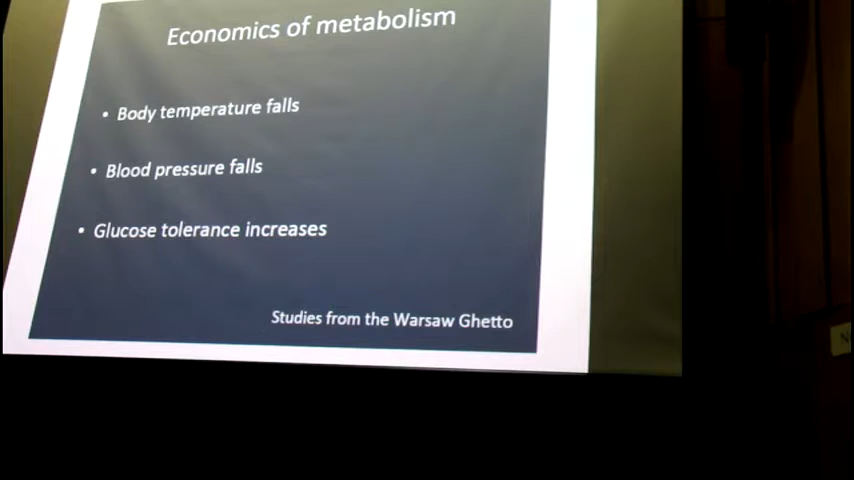 Economics of metabolism
• Body temperature falls
• Blood pressure falls
• Glucose tolerance increases
Studies from the Warsaw Ghetto